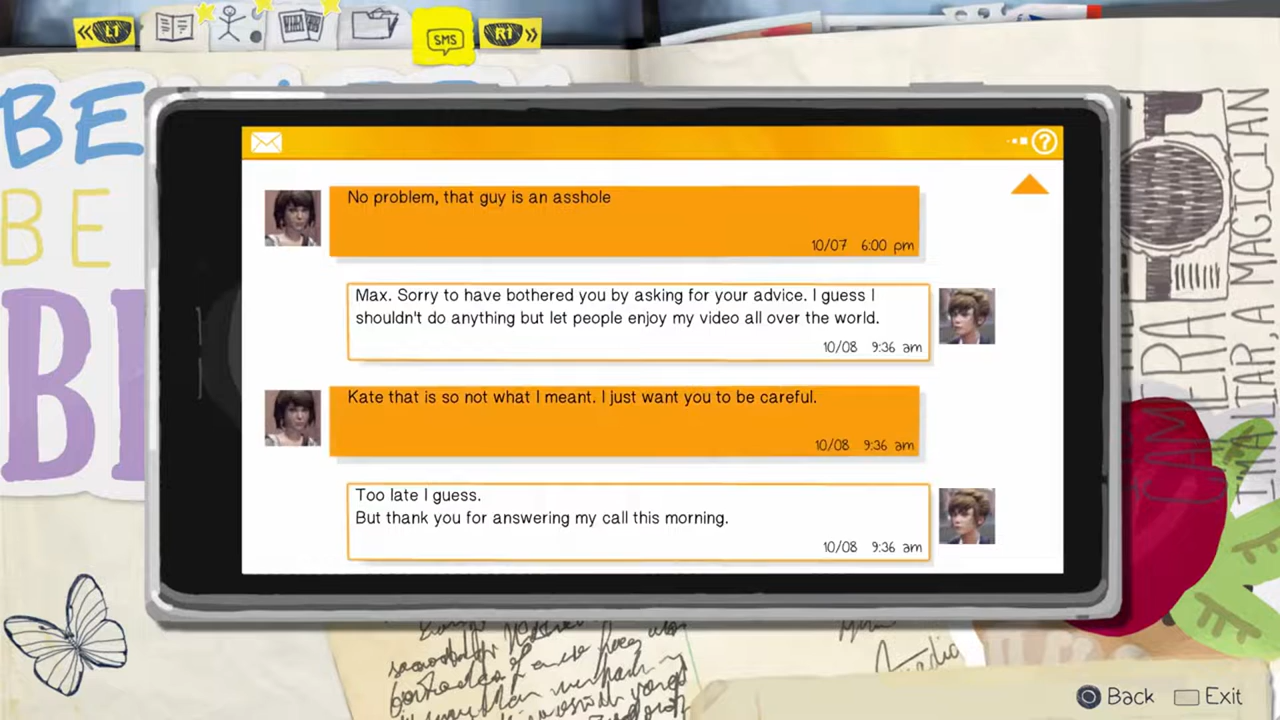 L1
SMS
R1
BE
BE
No problem, that guy is an asshole
10/07 6:00 pm
Max. Sorry to have bothered you by asking for your advice. I guess I
shouldn't do anything but let people enjoy my video all over the world.
10/08 9:36 am
Kate that is so not what I meant. I just want you to be careful.
10/08 9:36 am
Too late I guess.
But thank you for answering my call this morning.
10/08 9:36 am
?
CAMERA
A MAGICIAN
Back
Exit